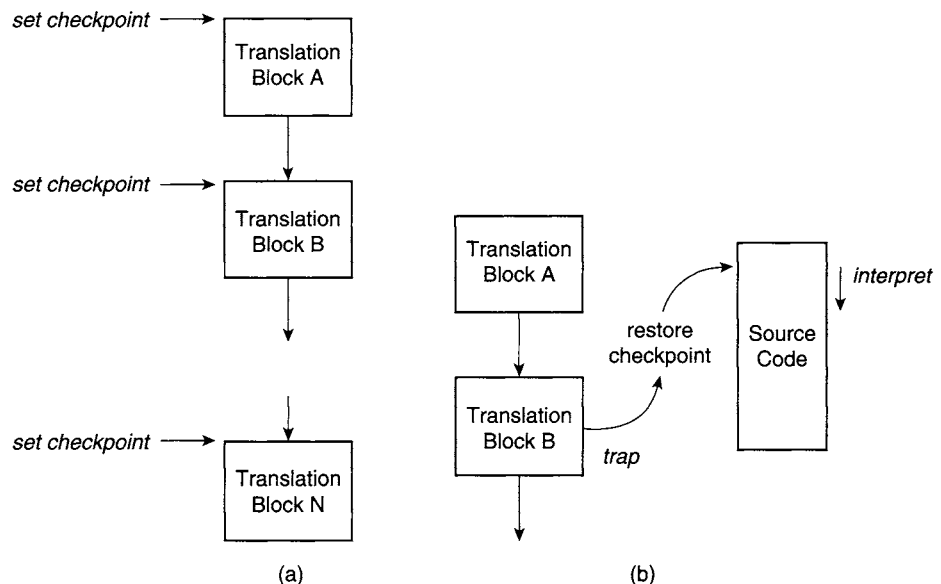 set checkpoint
Translation
Block A
set checkpoint
Translation
Block B
set checkpoint
Translation
Block N
(a)
Translation
Block A
Translation
Block B
trap
restore
checkpoint
Source
Code
interpret
(b)